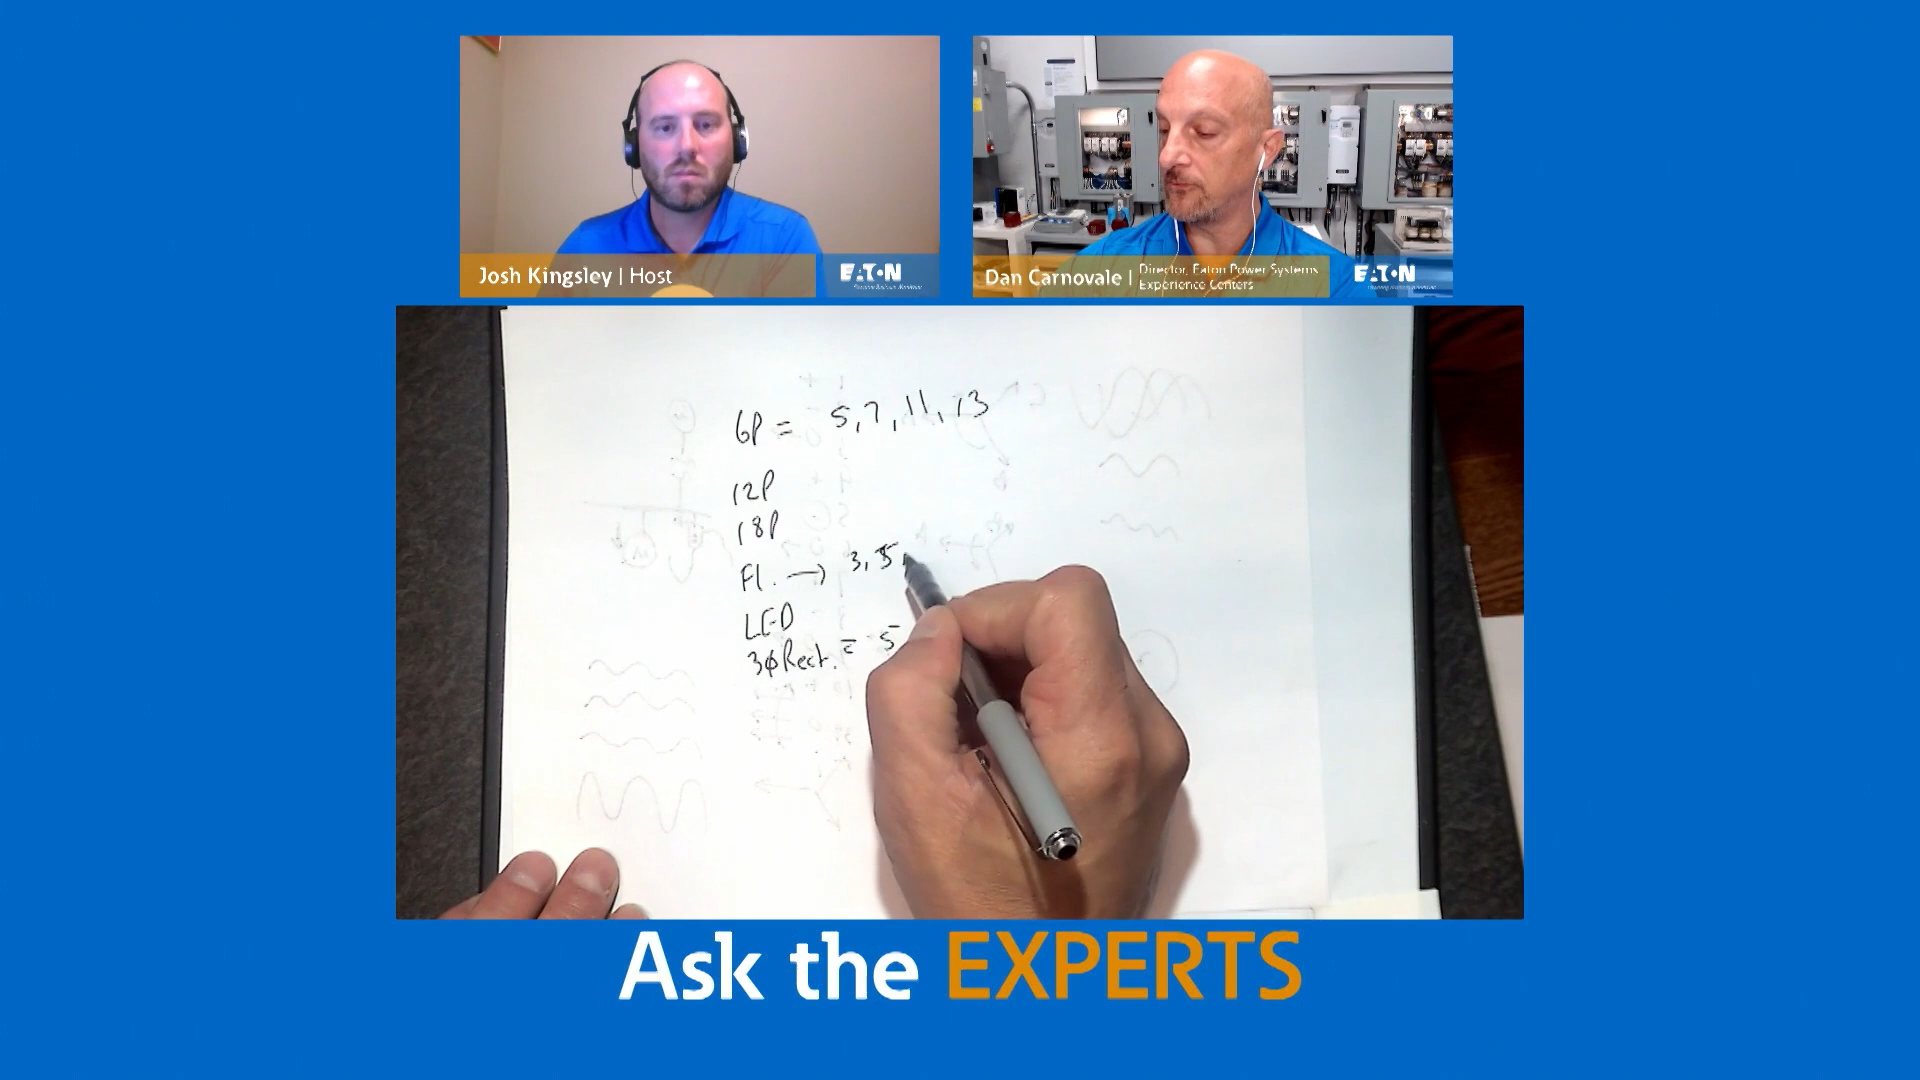 Josh Kingsley | Host
EATON
Dan Carnovale | Director, Eaton Power Systems
Experience Centers
EATON
6P = 5, 7, 11, 13
12P
18P
Fl. → 3, 5,
LED
3φ Rect. = 5
Ask the EXPERTS